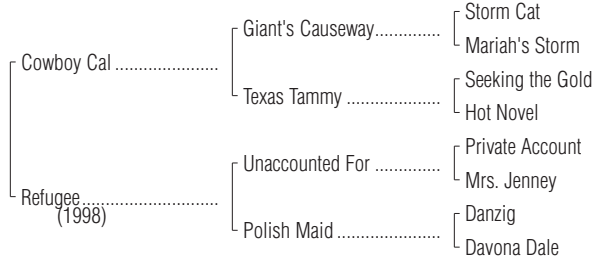 Storm Cat
Giant's Causeway..............
Mariah's Storm
Cowboy Cal ......................
Seeking the Gold
Texas Tammy ....................
Hot Novel
Private Account
Unaccounted For ..............
Mrs. Jenney
Refugee.............................
(1998)
Danzig
Polish Maid ......................
Davona Dale